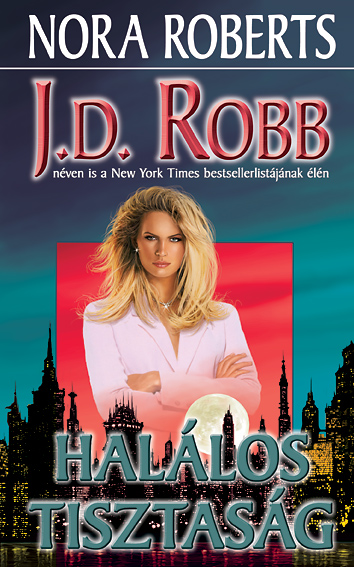 NORA ROBERTS
J.D. ROBB
néven is a New York Times bestsellerlistájának élén
HALÁLOS
TISZTASÁG